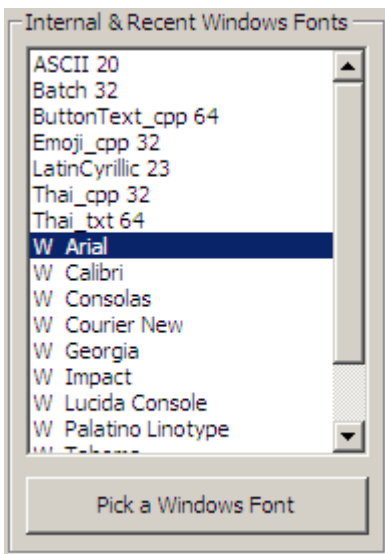 Internal & Recent Windows Fonts
ASCII 20
Batch 32
ButtonText_cpp 64
Emoji_cpp 32
LatinCyrillic 23
Thai_cpp 32
Thai_txt 64
W Arial
W Calibri
W Consolas
W Courier New
W Georgia
W Impact
W Lucida Console
W Palatino Linotype
W Tahoma
Pick a Windows Font